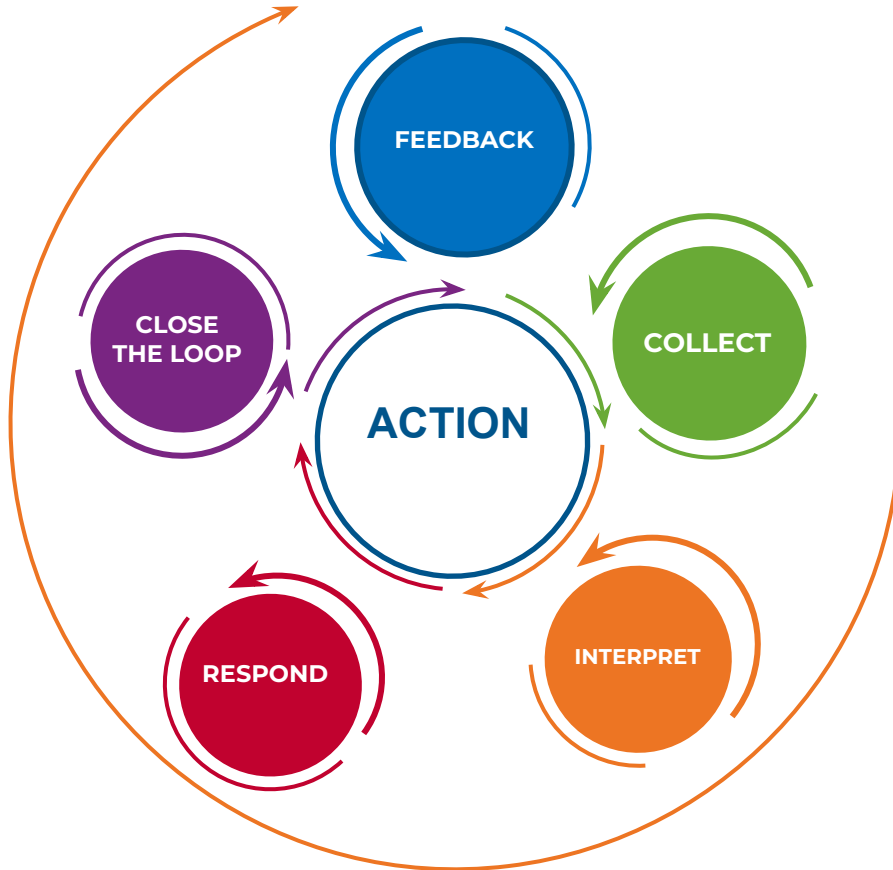 FEEDBACK
COLLECT
INTERPRET
RESPOND
CLOSE
THE LOOP
ACTION